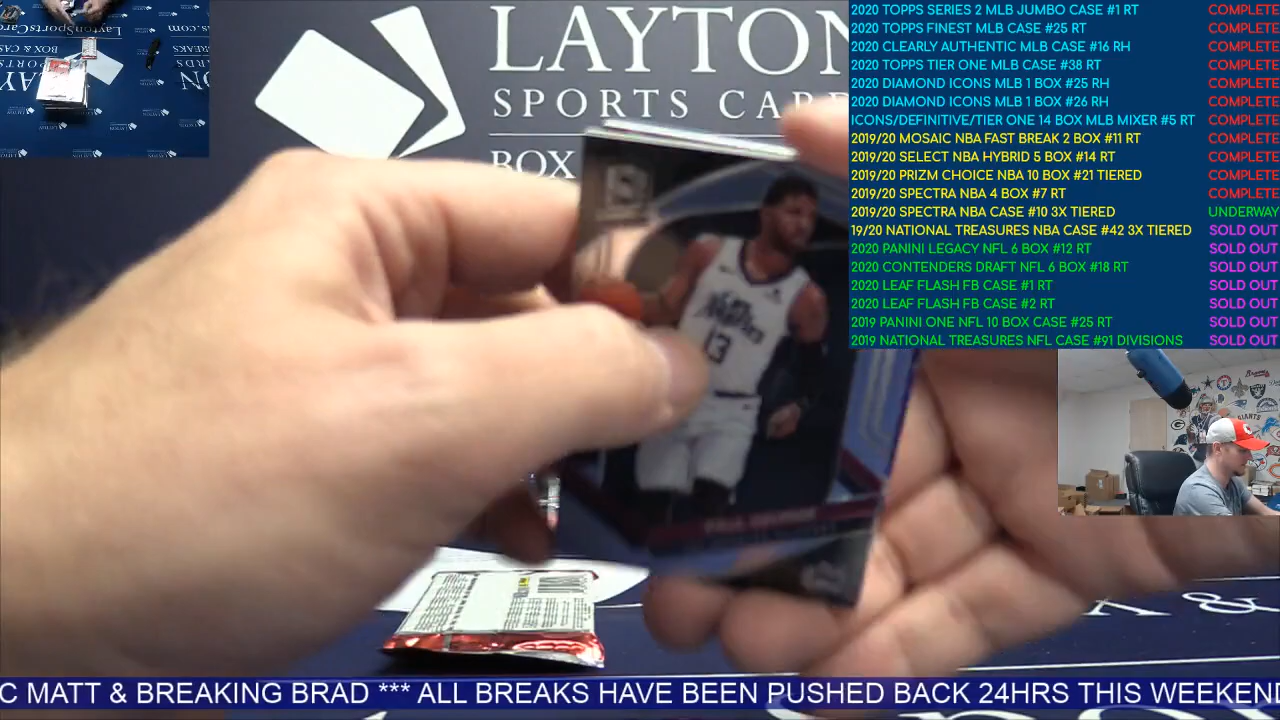 LAYTON
SPORTS CAR
BOX
2020 TOPPS SERIES 2 MLB JUMBO CASE #1 RT COMPLETE
2020 TOPPS FINEST MLB CASE #25 RT COMPLETE
2020 CLEARLY AUTHENTIC MLB CASE #16 RH COMPLETE
2020 TOPPS TIER ONE MLB CASE #38 RT COMPLETE
2020 DIAMOND ICONS MLB 1 BOX #25 RH COMPLETE
2020 DIAMOND ICONS MLB 1 BOX #26 RH COMPLETE
ICONS/DEFINITIVE/TIER ONE 14 BOX MLB MIXER #5 RT COMPLETE
2019/20 MOSAIC NBA FAST BREAK 2 BOX #11 RT COMPLETE
2019/20 SELECT NBA HYBRID 5 BOX #14 RT COMPLETE
2019/20 PRIZM CHOICE NBA 10 BOX #21 TIERED COMPLETE
2019/20 SPECTRA NBA 4 BOX #7 RT COMPLETE
2019/20 SPECTRA NBA CASE #10 3X TIERED UNDERWAY
19/20 NATIONAL TREASURES NBA CASE #42 3X TIERED SOLD OUT
2020 PANINI LEGACY NFL 6 BOX #12 RT SOLD OUT
2020 CONTENDERS DRAFT NFL 6 BOX #18 RT SOLD OUT
2020 LEAF FLASH FB CASE #1 RT SOLD OUT
2020 LEAF FLASH FB CASE #2 RT SOLD OUT
2019 PANINI ONE NFL 10 BOX CASE #25 RT SOLD OUT
2019 NATIONAL TREASURES NFL CASE #91 DIVISIONS SOLD OUT
13
&
C MATT & BREAKING BRAD *** ALL BREAKS HAVE BEEN PUSHED BACK 24HRS THIS WEEKEND